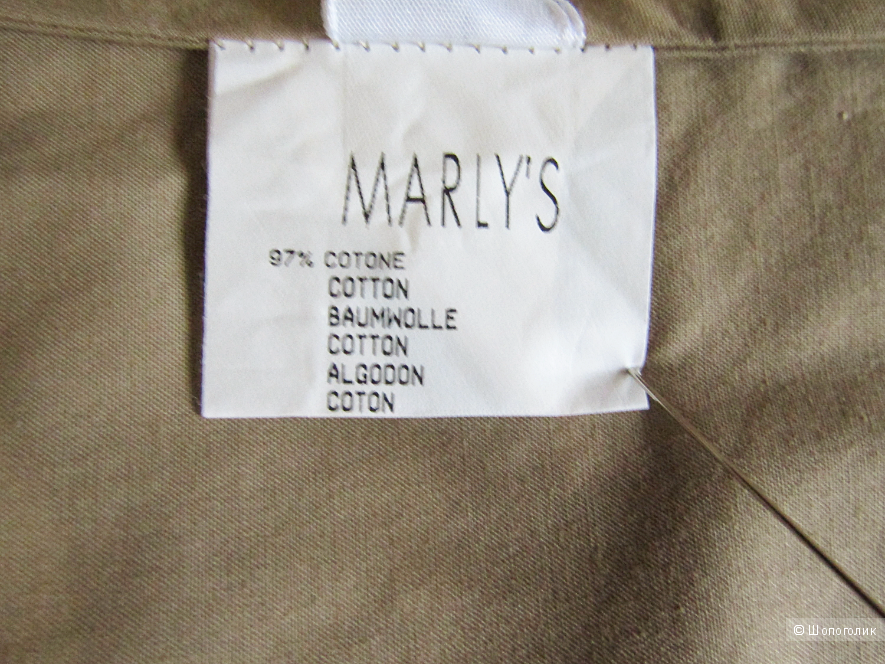 MARLY'S
97% COTONE
COTTON
BAUMWOLLE
COTTON
ALGODON
COTON
© Шопоголик